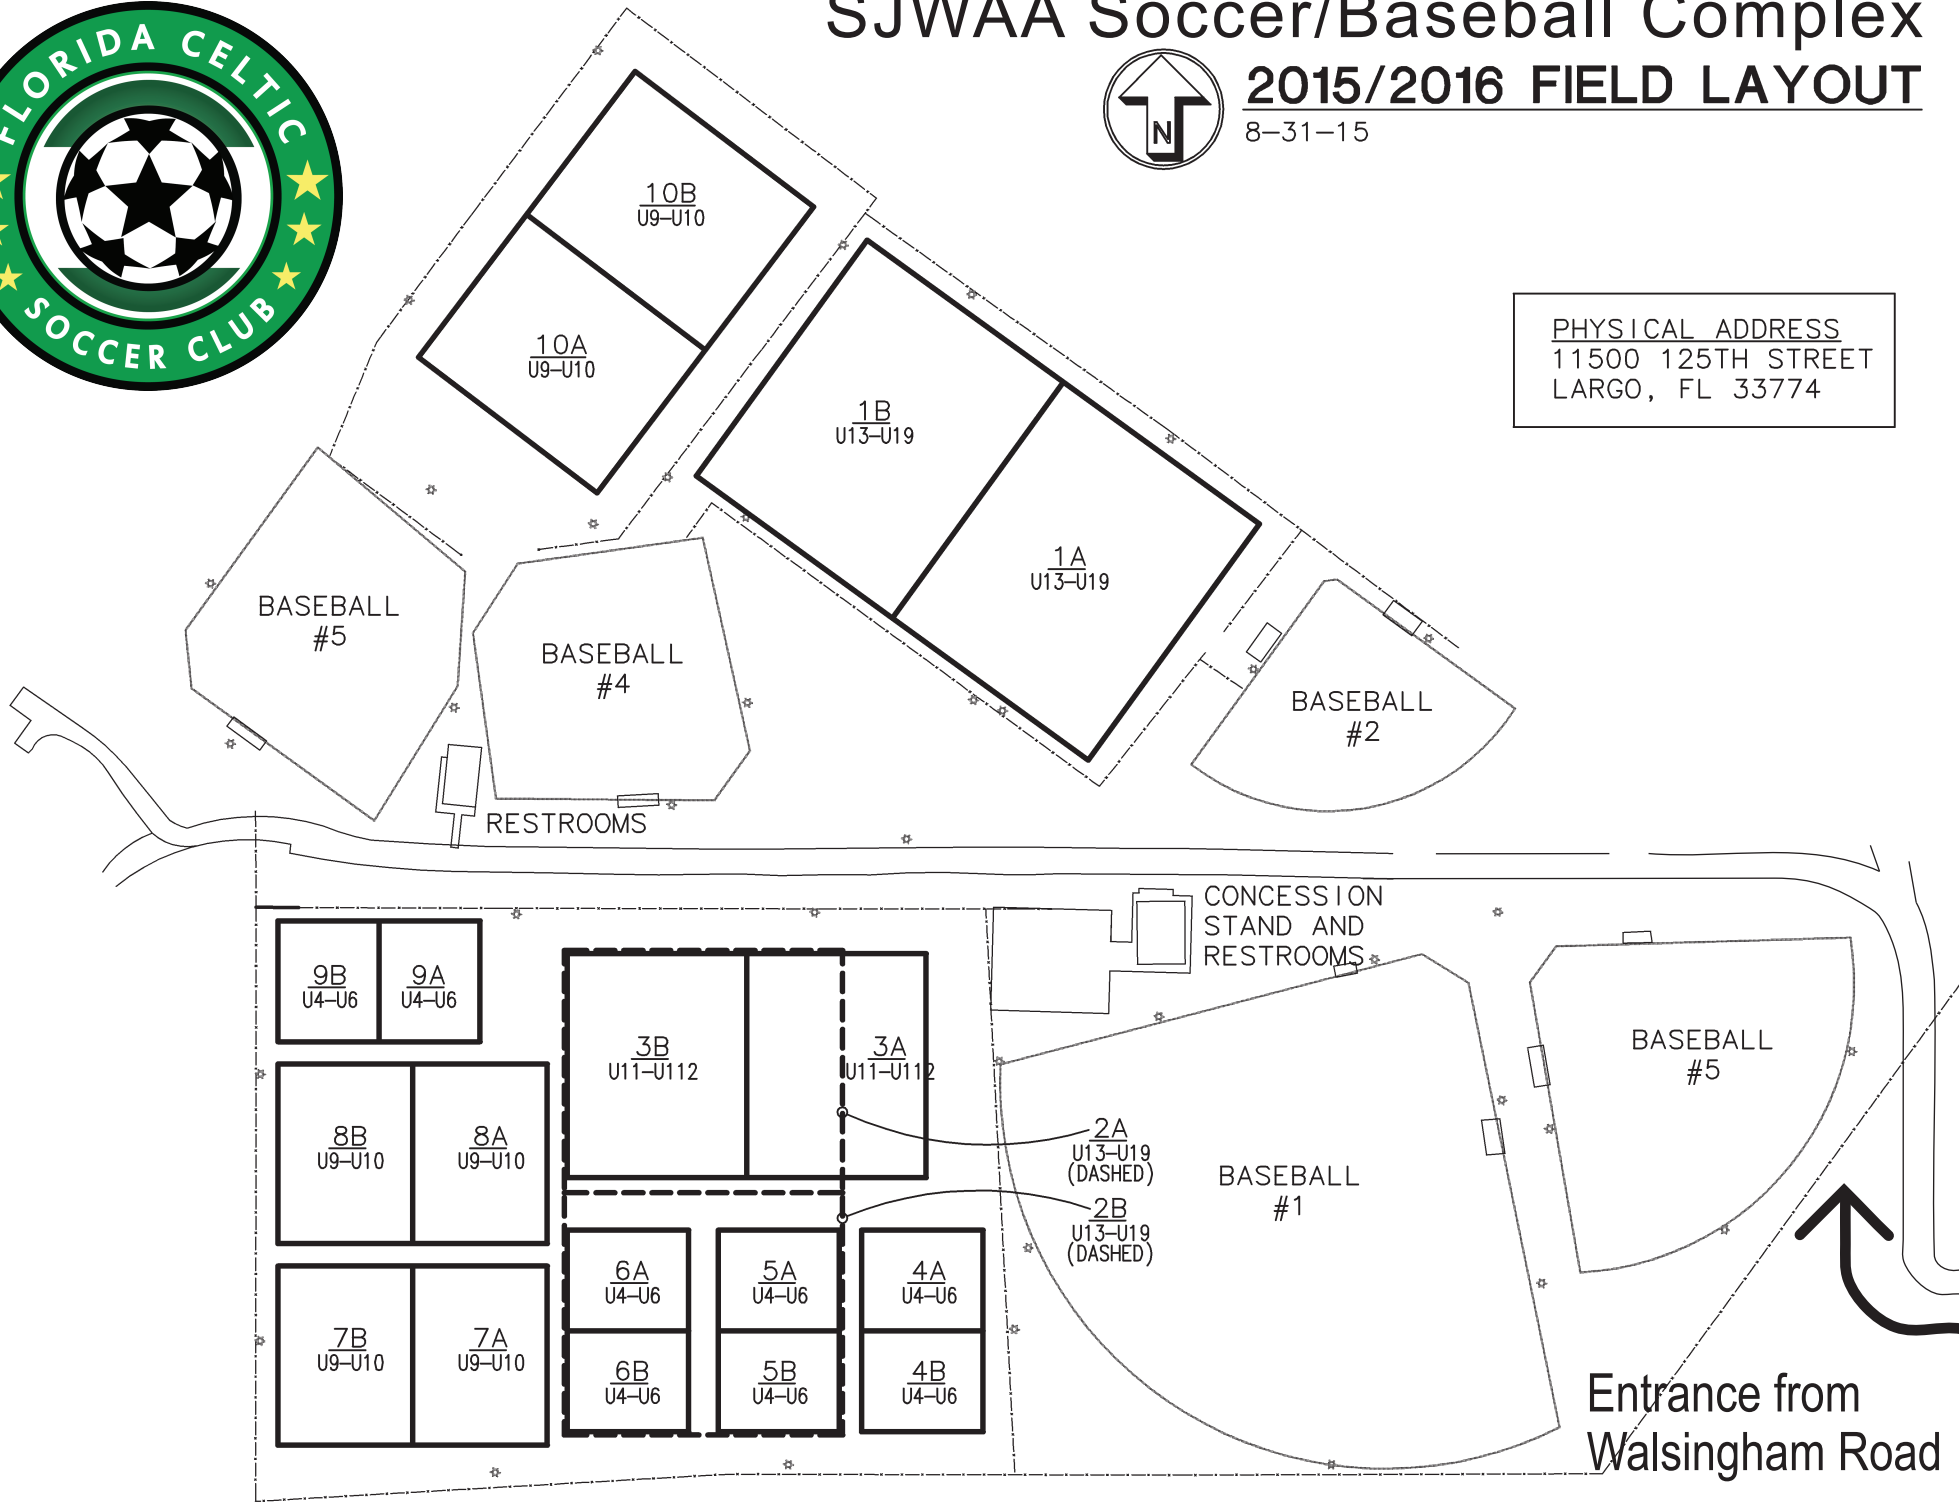 SJWAA Soccer/Baseball Complex
2015/2016 FIELD LAYOUT
8-31-15
N
FLORIDA CELTIC
SOCCER CLUB
PHYSICAL ADDRESS
11500 125TH STREET
LARGO, FL 33774
10B
U9-U10
10A
U9-U10
1B
U13-U19
1A
U13-U19
BASEBALL
#5
BASEBALL
#4
BASEBALL
#2
RESTROOMS
CONCESSION
STAND AND
RESTROOMS
9B
U4-U6
9A
U4-U6
3B
U11-U112
3A
U11-U112
8B
U9-U10
8A
U9-U10
2A
U13-U19
(DASHED)
2B
U13-U19
(DASHED)
BASEBALL
#1
BASEBALL
#5
7B
U9-U10
7A
U9-U10
6A
U4-U6
5A
U4-U6
4A
U4-U6
6B
U4-U6
5B
U4-U6
4B
U4-U6
Entrance from
Walsingham Road